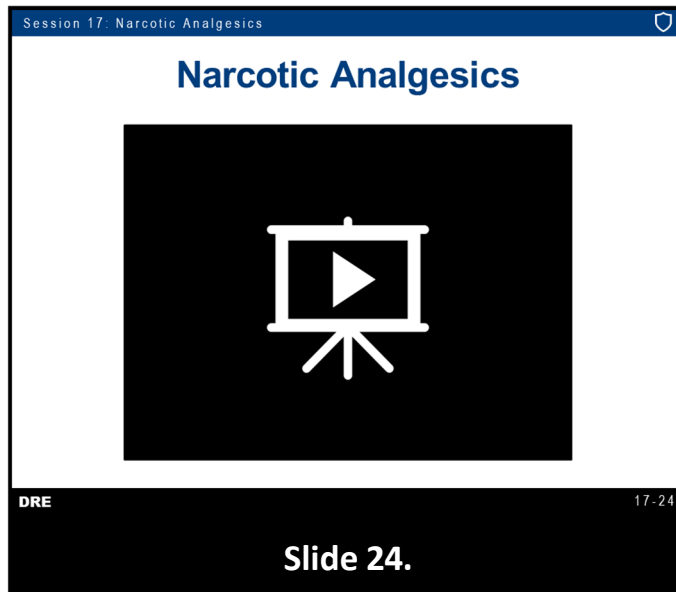 Session 17: Narcotic Analgesics
Narcotic Analgesics
DRE
17-24
Slide 24.